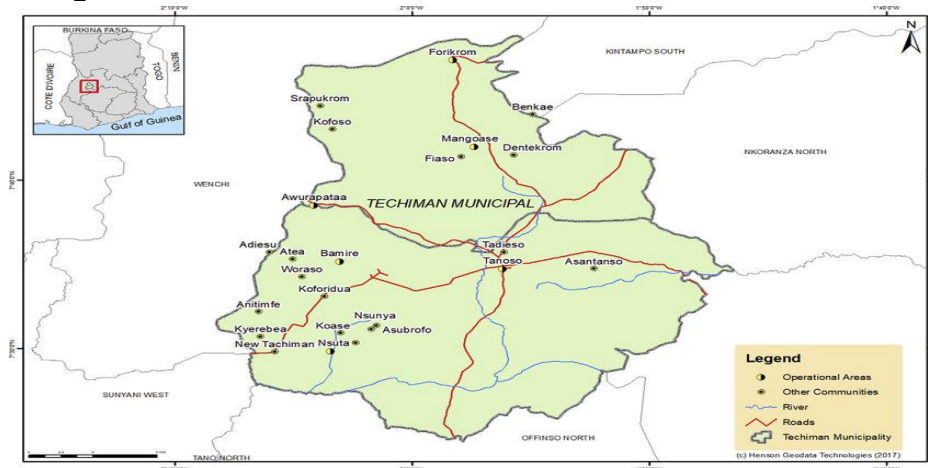 2°10'0"W
2°0'0"W
1°50'0"W
1°40'0"W
BURKINA FASO
COTE D'IVOIRE
TOGO
BENIN
Gulf of Guinea
N
KINTAMPO SOUTH
Forikrom
Srapukrom
Benkae
Kofoso
Mangoase
Dentekrom
Fiaso
NKORANZA NORTH
WENCHI
Awurapataa
TECHIMAN MUNICIPAL
Adiesu
Atea
Bamire
Tadieso
Tanoso
Asantanso
Woraso
Koforidua
Anitimfe
Nsunya
Kyerebea
Koase
Asubrofo
New Tachiman
Nsuta
SUNYANI WEST
TANO NORTH
OFFINSO NORTH
Legend
Operational Areas
Other Communities
River
Roads
Techiman Municipality
(c) Henson Geodata Technologies (2017)